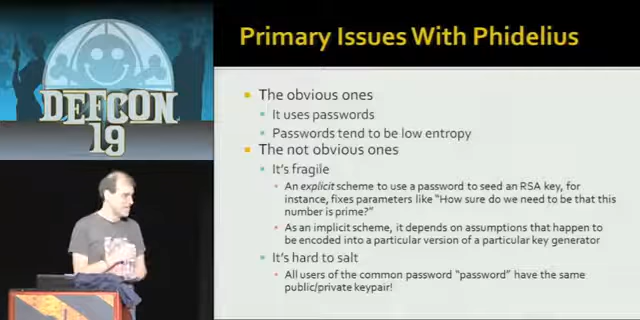 DEFCON
19
Primary Issues With Phidelius
The obvious ones
It uses passwords
Passwords tend to be low entropy
The not obvious ones
It's fragile
An explicit scheme to use a password to seed an RSA key, for
instance, fixes parameters like "How sure do we need to be that this
number is prime?"
As an implicit scheme, it depends on assumptions that happen to
be encoded into a particular version of a particular key generator
It's hard to salt
All users of the common password "password" have the same
public/private keypair!